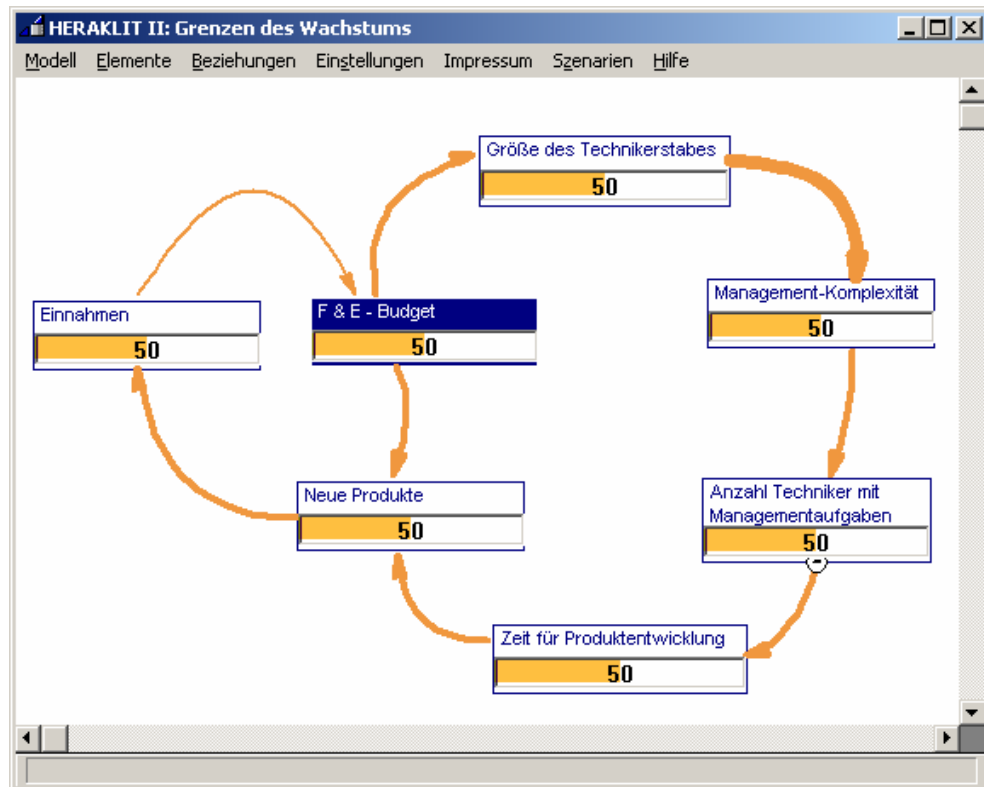 HERAKLIT II: Grenzen des Wachstums
Modell Elemente Beziehungen Einstellungen Impressum Szenarien Hilfe
Größe des Technikerstabes
50
Management-Komplexität
50
Einnahmen
50
F & E - Budget
50
Neue Produkte
50
Anzahl Techniker mit
Managementaufgaben
50
-
Zeit für Produktentwicklung
50